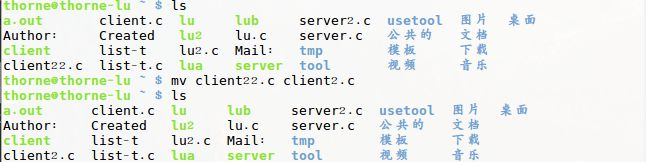 thorne@thorne-lu ~ $ ls
a.out client.c lu lub server2.c usetool 图片 桌面
Author: Created lu2 lu.c server.c 公共的 文档
client list-t lu2.c Mail: tmp 模板 下载
client22.c list-t.c lua server tool 视频 音乐
thorne@thorne-lu ~ $ mv client22.c client2.c
thorne@thorne-lu ~ $ ls
a.out client.c lu lub server2.c usetool 图片 桌面
Author: Created lu2 lu.c server.c 公共的 文档
client list-t lu2.c Mail: tmp 模板 下载
client2.c list-t.c lua server tool 视频 音乐